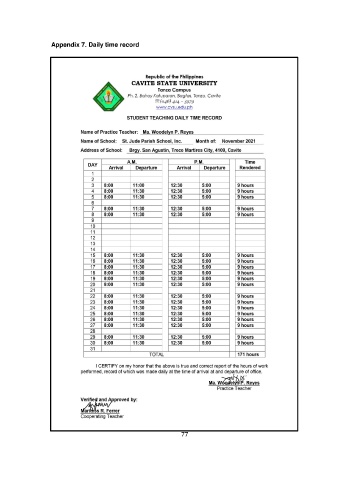 Appendix 7. Daily time record
Republic of the Philippines
CAVITE STATE UNIVERSITY
Tanza Campus
Ph 2, Bahay Katuparan, Bagtas, Tanza, Cavite
(046) 414 – 3979
www.cvsu.edu.ph
STUDENT TEACHING DAILY TIME RECORD
Name of Practice Teacher: Ma. Woodelyn P. Reyes
Name of School: St. Jude Parish School, Inc. Month of: November 2021
Address of School: Brgy. San Agustin, Trece Martires City, 4109, Cavite
DAY A.M. P.M. Time Rendered
Arrival Departure Arrival Departure
1
2
3 8:00 11:00 12:30 5:00 9 hours
4 8:00 11:30 12:30 5:00 9 hours
5 8:00 11:30 12:30 5:00 9 hours
6
7 8:00 11:30 12:30 5:00 9 hours
8 8:00 11:30 12:30 5:00 9 hours
9
10
11
12
13
14
15 8:00 11:30 12:30 5:00 9 hours
16 8:00 11:30 12:30 5:00 9 hours
17 8:00 11:30 12:30 5:00 9 hours
18 8:00 11:30 12:30 5:00 9 hours
19 8:00 11:30 12:30 5:00 9 hours
20 8:00 11:30 12:30 5:00 9 hours
21
22 8:00 11:30 12:30 5:00 9 hours
23 8:00 11:30 12:30 5:00 9 hours
24 8:00 11:30 12:30 5:00 9 hours
25 8:00 11:30 12:30 5:00 9 hours
26 8:00 11:30 12:30 5:00 9 hours
27 8:00 11:30 12:30 5:00 9 hours
28
29 8:00 11:30 12:30 5:00 9 hours
30 8:00 11:30 12:30 5:00 9 hours
31
TOTAL 171 hours
I CERTIFY on my honor that the above is true and correct report of the hours of work
performed, record of which was made daily at the time of arrival at and departure of office.
Ma. Woodelyn P. Reyes
Practice Teacher
Verified and Approved by:
R. Ferrer
Cooperating Teacher
77